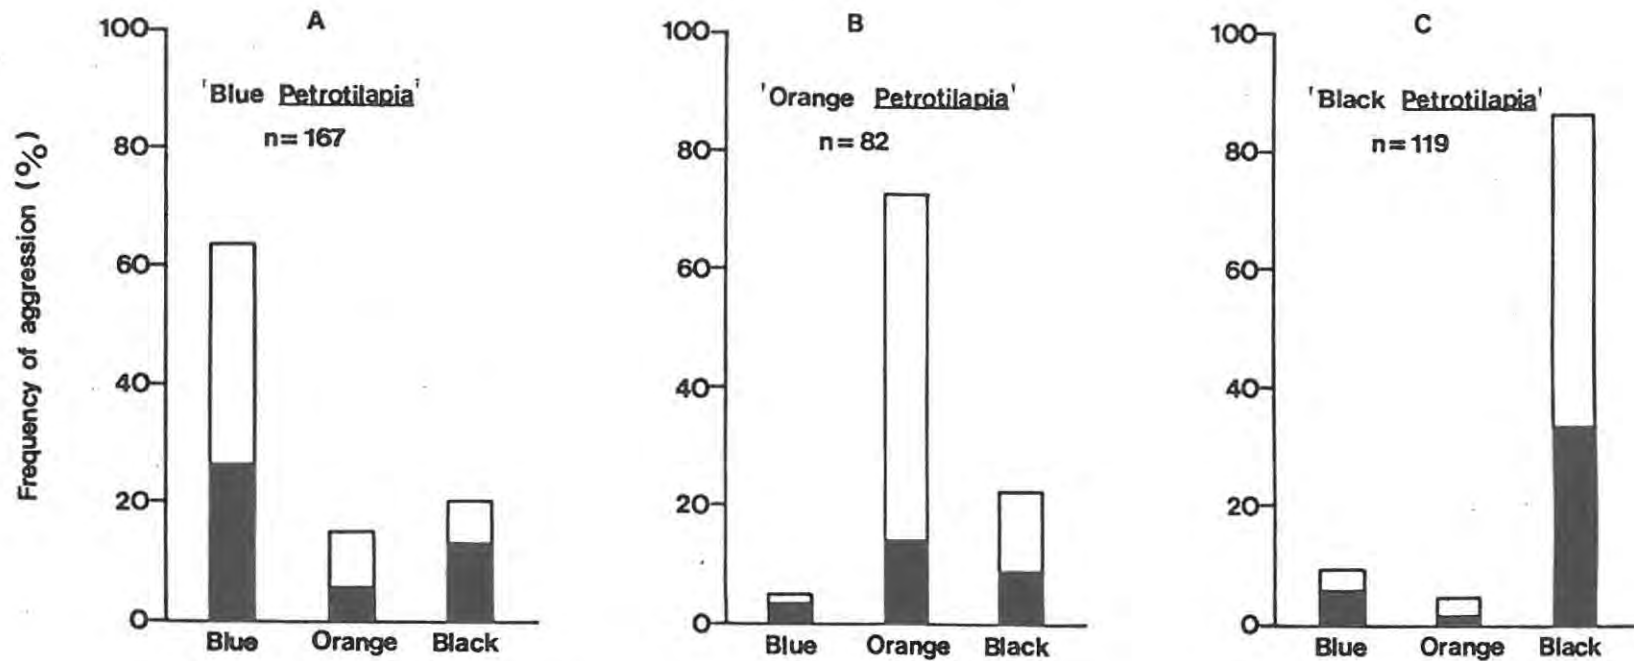 Frequency of aggression (%)
A
'Blue Petrotilapia'
n=167
100
80
60
40
20
0
Blue Orange Black
B
'Orange Petrotilapia'
n=82
100
80
60
40
20
0
Blue Orange Black
C
'Black Petrotilapia'
n=119
100
80
60
40
20
0
Blue Orange Black